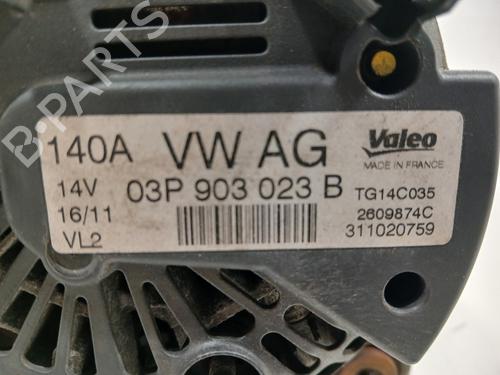 B-PARTS
140A VW AG
Valeo
MADE IN FRANCE
14V 03P 903 023 B
TG14C035
16/11
2609874C
VL2
311020759